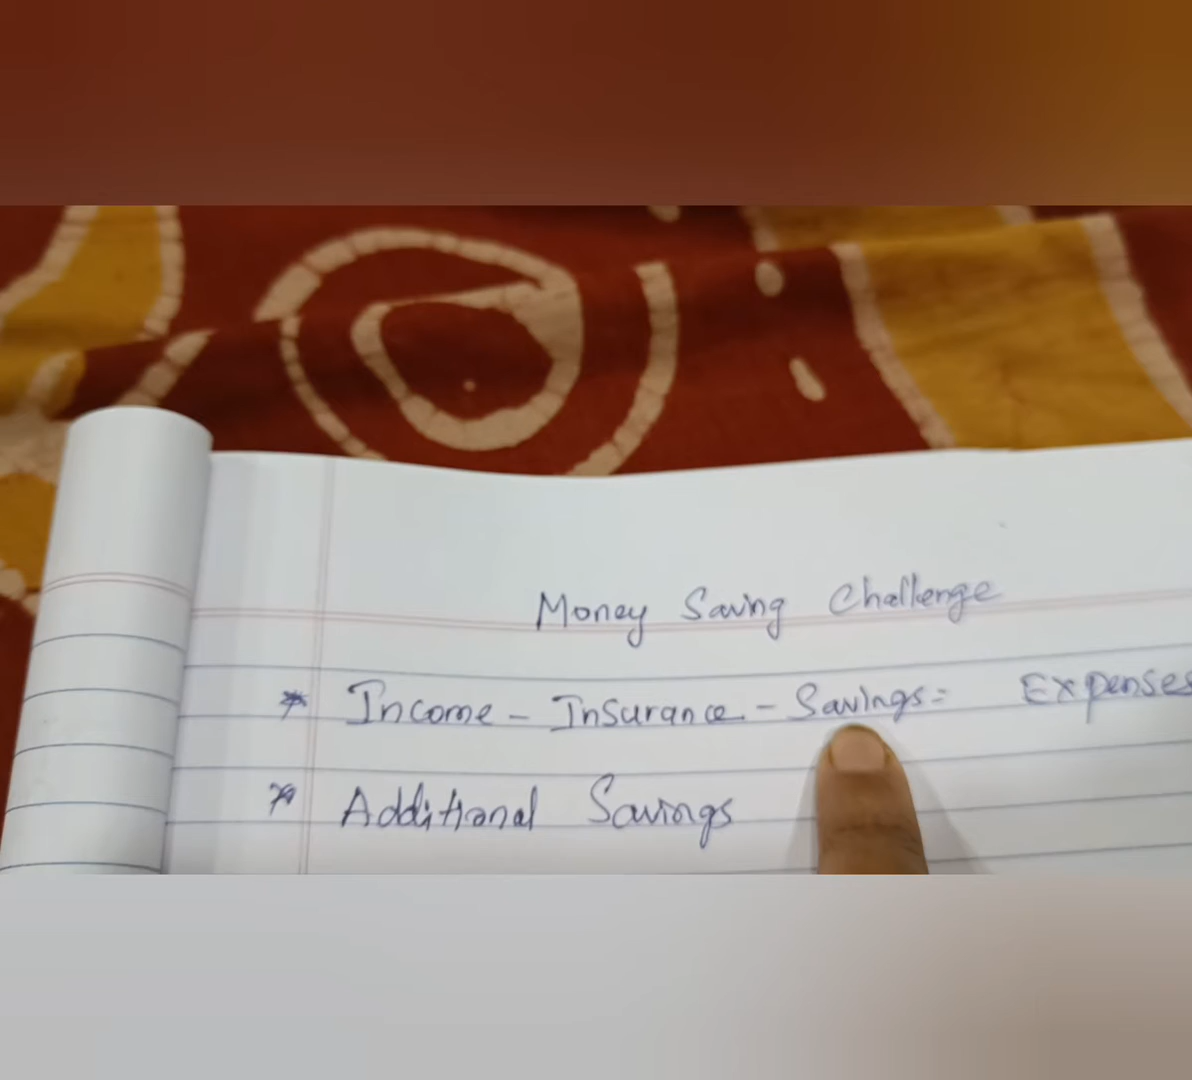 Money Saving Challenge
* Income - Insurance - Savings = Expenses
* Additional Savings